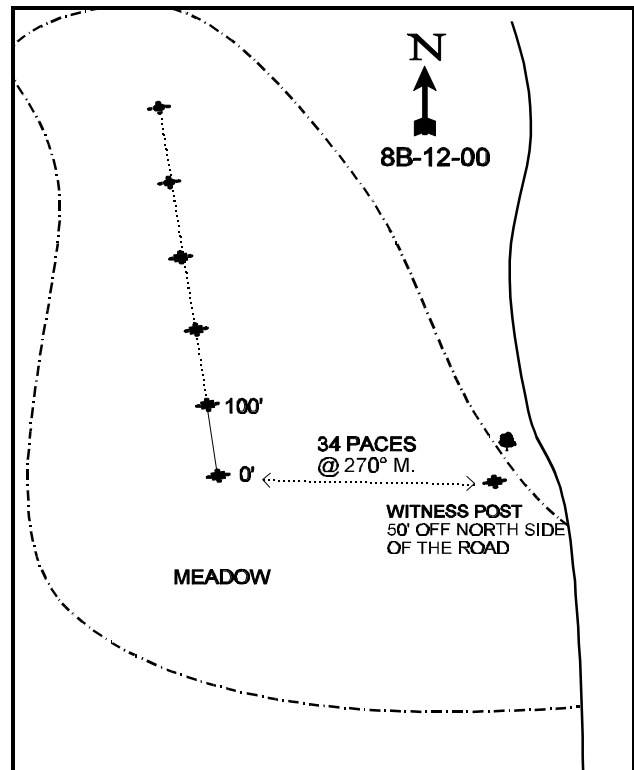 N
8B-12-00
100'
34 PACES
@ 270° M.
0'
WITNESS POST
50' OFF NORTH SIDE
OF THE ROAD
MEADOW